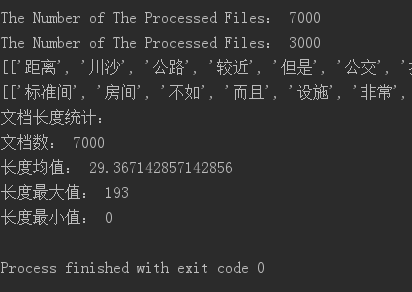 The Number of The Processed Files： 7000
The Number of The Processed Files： 3000
[['距离', '川沙', '公路', '较近', '但是', '公交', '
[['标准间', '房间', '不如', '而且', '设施', '非常',
文档长度统计：
文档数： 7000
长度均值： 29.367142857142856
长度最大值： 193
长度最小值： 0
Process finished with exit code 0